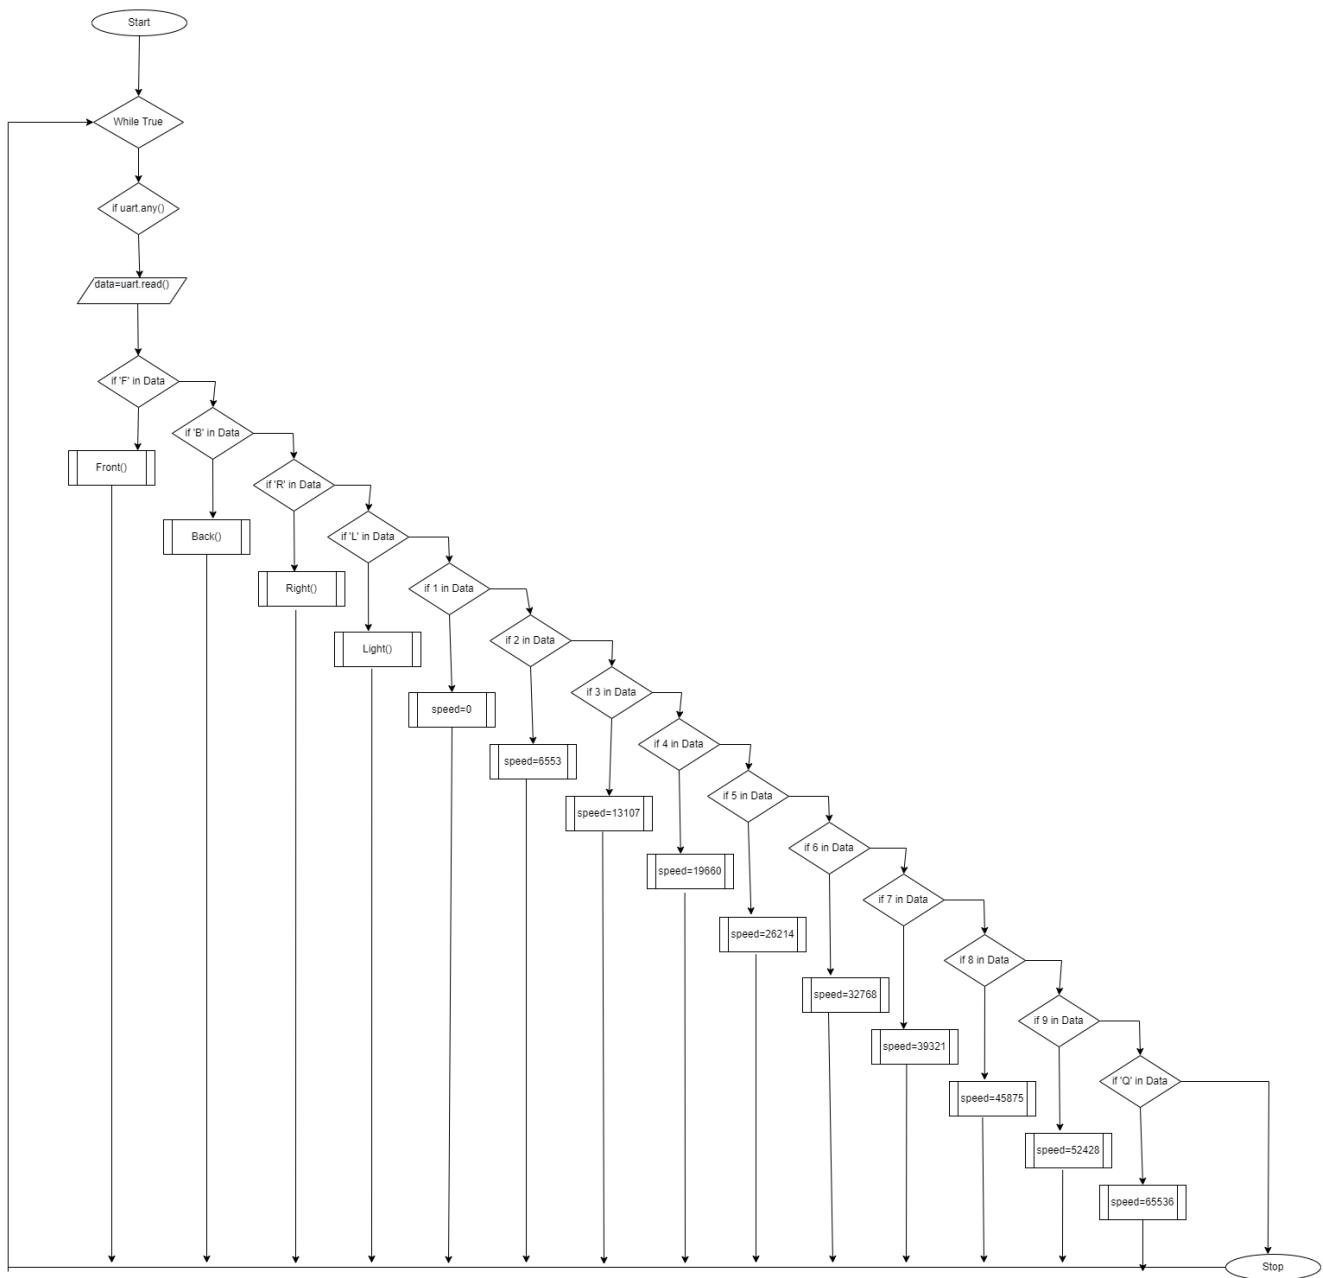 Start
While True
if uart.any()
data=uart.read()
if 'F' in Data
if 'B' in Data
Front()
if 'R' in Data
Back()
if 'L' in Data
Right()
if 1 in Data
Light()
if 2 in Data
speed=0
if 3 in Data
speed=6553
if 4 in Data
speed=13107
if 5 in Data
speed=19660
if 6 in Data
speed=26214
if 7 in Data
speed=32768
if 8 in Data
speed=39321
if 9 in Data
speed=45875
if 'Q' in Data
speed=52428
speed=65536
Stop